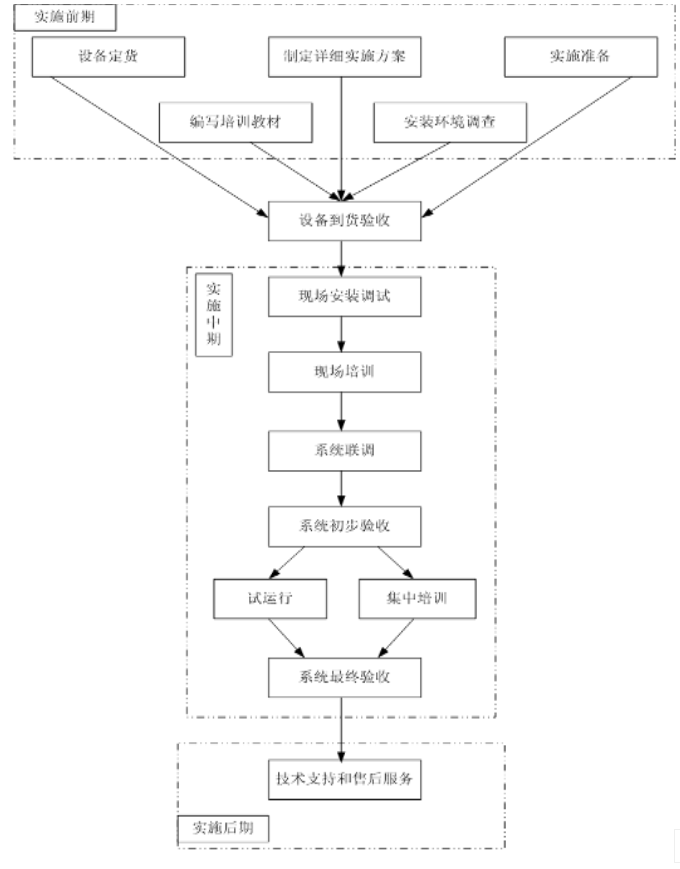 实施前期
设备定货
制定详细实施方案
实施准备
编写培训教材
安装环境调查
设备到货验收
实施中期
现场安装调试
现场培训
系统联调
系统初步验收
试运行
集中培训
系统最终验收
技术支持和售后服务
实施后期